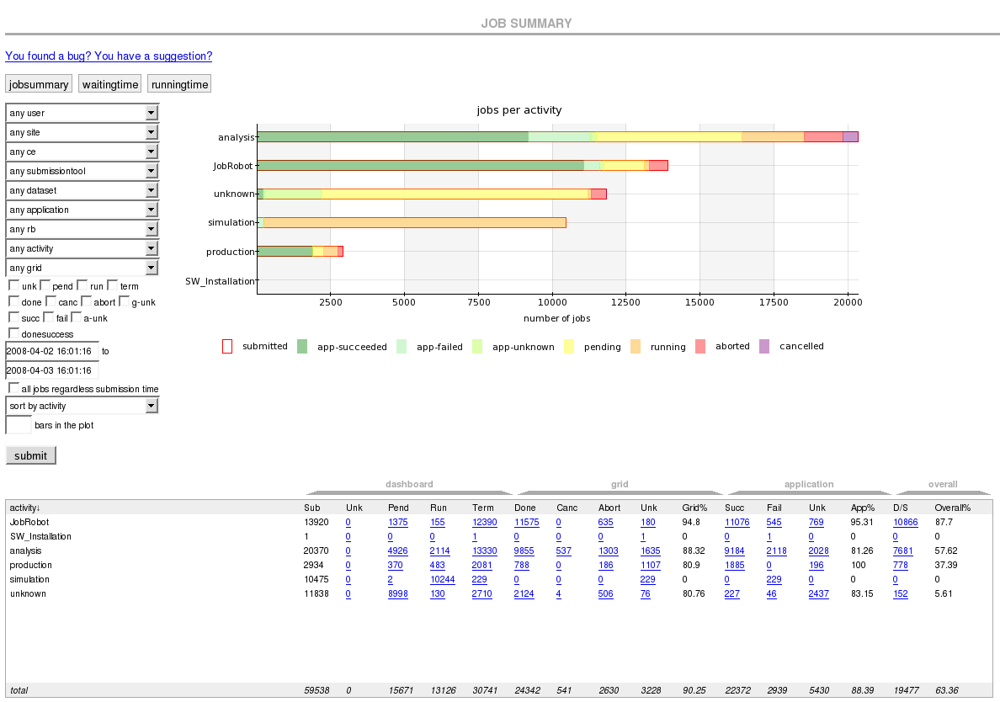 JOB SUMMARY
You found a bug? You have a suggestion?
jobsummary waitingtime runningtime
any user
any site
any ce
any submissiontool
any dataset
any application
any rb
any activity
any grid
unk pend run term
done canc abort g-unk
succ fail a-unk
donesuccess
2008-04-02 16:01:16 to
2008-04-03 16:01:16
all jobs regardless submission time
sort by activity
bars in the plot
submit
jobs per activity
analysis
JobRobot
unknown
simulation
production
SW_Installation
2500 5000 7500 10000 12500 15000 17500 20000
number of jobs
submitted app-succeeded app-failed app-unknown pending running aborted cancelled
dashboard grid application overall
activity↓ Sub Unk Pend Run Term Done Canc Abort Unk Grid% Succ Fail Unk App% D/S Overall%
JobRobot 13920 0 1375 155 12390 11575 0 635 180 94.8 11076 545 769 95.31 10866 87.7
SW_Installation 1 0 0 0 1 0 0 0 1 0 0 1 0 0 0 0
analysis 20370 0 4926 2114 13330 9855 537 1303 1635 88.32 9184 2118 2028 81.26 7681 57.62
production 2934 0 370 483 2081 788 0 186 1107 80.9 1885 0 196 100 778 37.39
simulation 10475 0 2 10244 229 0 0 0 229 0 0 229 0 0 0 0
unknown 11838 0 8998 130 2710 2124 4 506 76 80.76 227 46 2437 83.15 152 5.61
total 59538 0 15671 13126 30741 24342 541 2630 3228 90.25 22372 2939 5430 88.39 19477 63.36